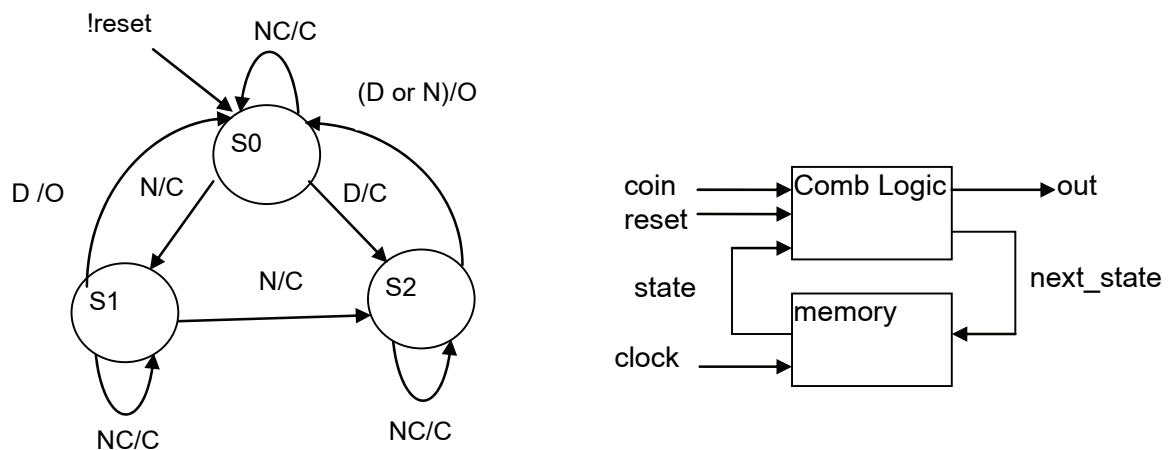 !reset
NC/C
(D or N)/O
S0
D /O
N/C
D/C
S1
N/C
S2
NC/C
NC/C
coin
reset
Comb Logic
out
state
next_state
memory
clock